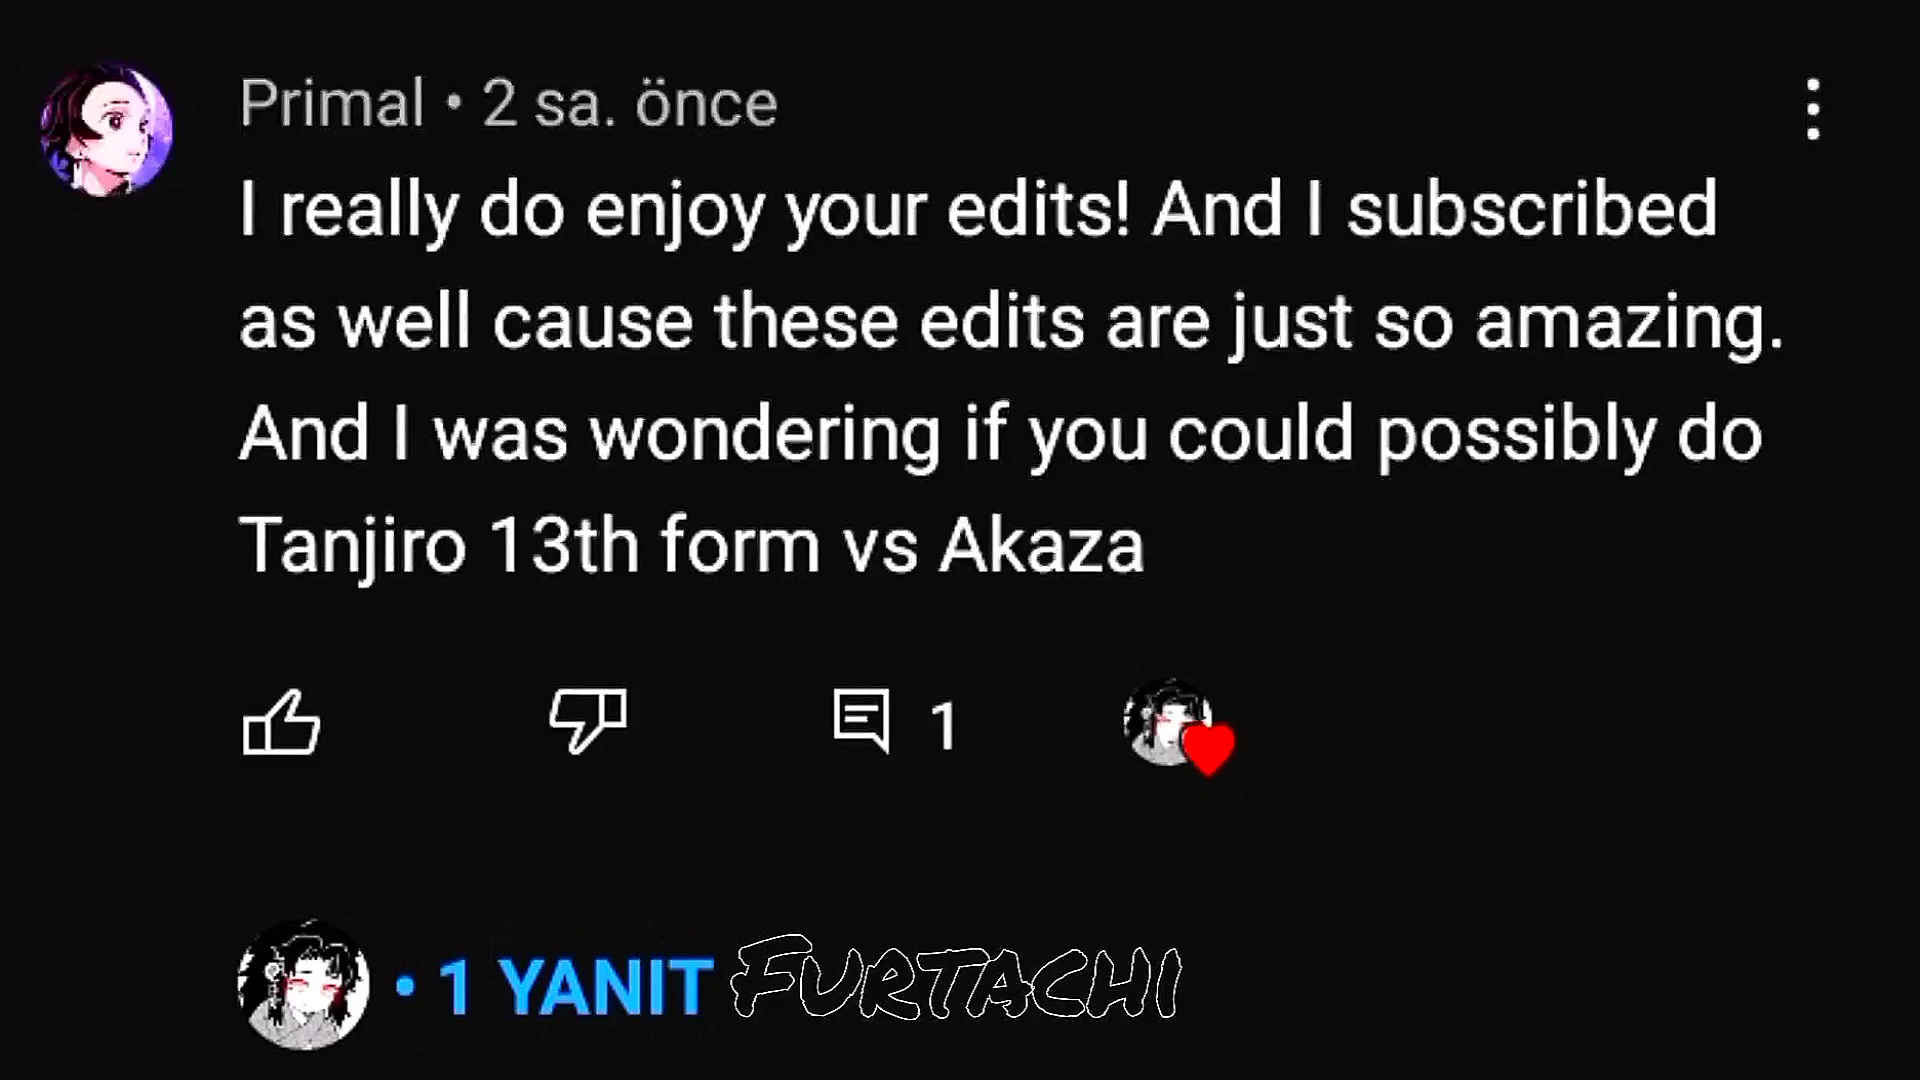 Primal • 2 sa. önce
I really do enjoy your edits! And I subscribed
as well cause these edits are just so amazing.
And I was wondering if you could possibly do
Tanjiro 13th form vs Akaza
1
• 1 YANIT FURTACHI